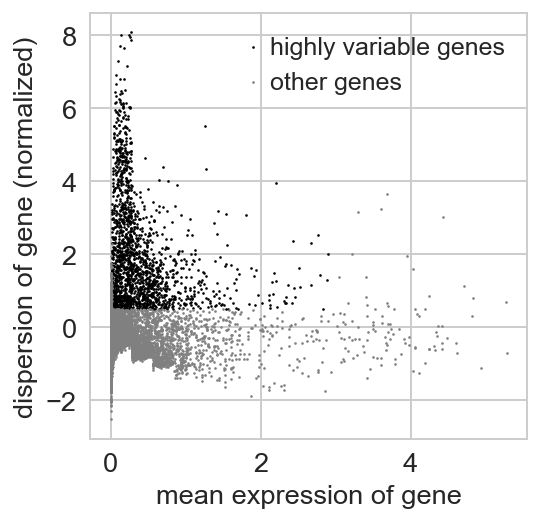 highly variable genes
other genes
dispersion of gene (normalized)
8
6
4
2
0
−2
0 2 4
mean expression of gene